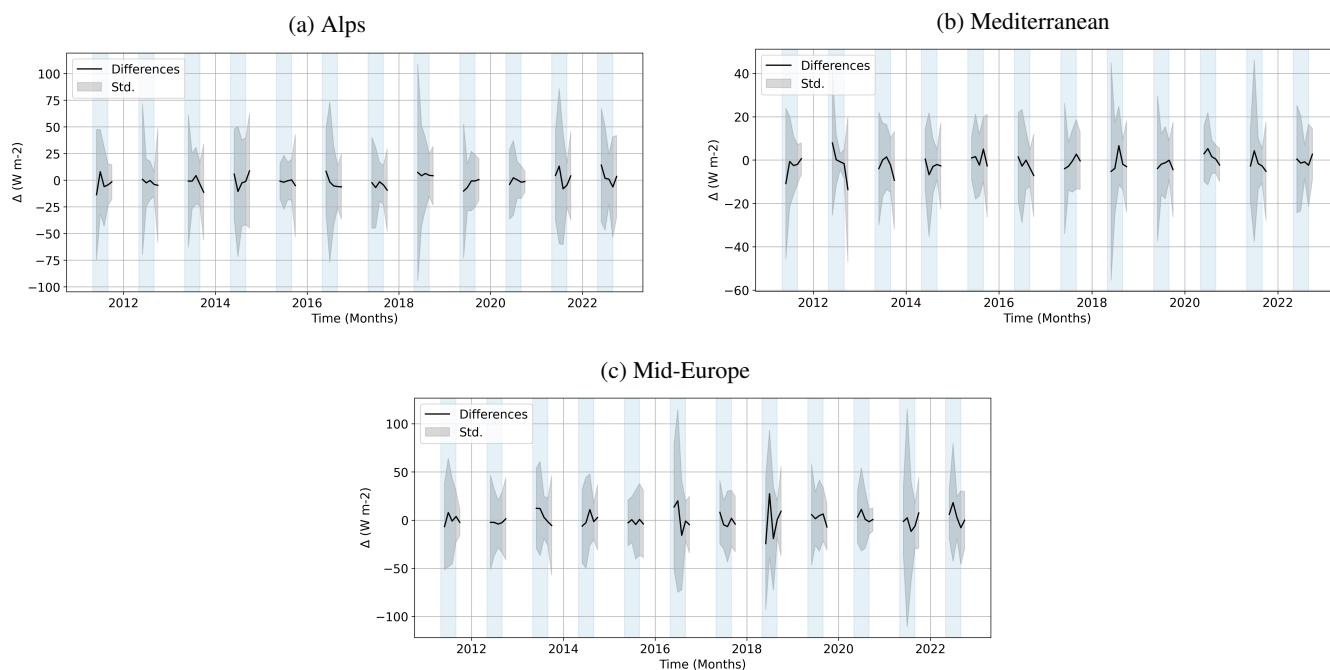 (a) Alps
Differences
Std.
100
75
50
25
0
−25
−50
−75
−100
Δ (W m-2)
2012 2014 2016 2018 2020 2022
Time (Months)
(b) Mediterranean
Differences
Std.
40
20
0
−20
−40
−60
Δ (W m-2)
2012 2014 2016 2018 2020 2022
Time (Months)
(c) Mid-Europe
Differences
Std.
100
50
0
−50
−100
Δ (W m-2)
2012 2014 2016 2018 2020 2022
Time (Months)